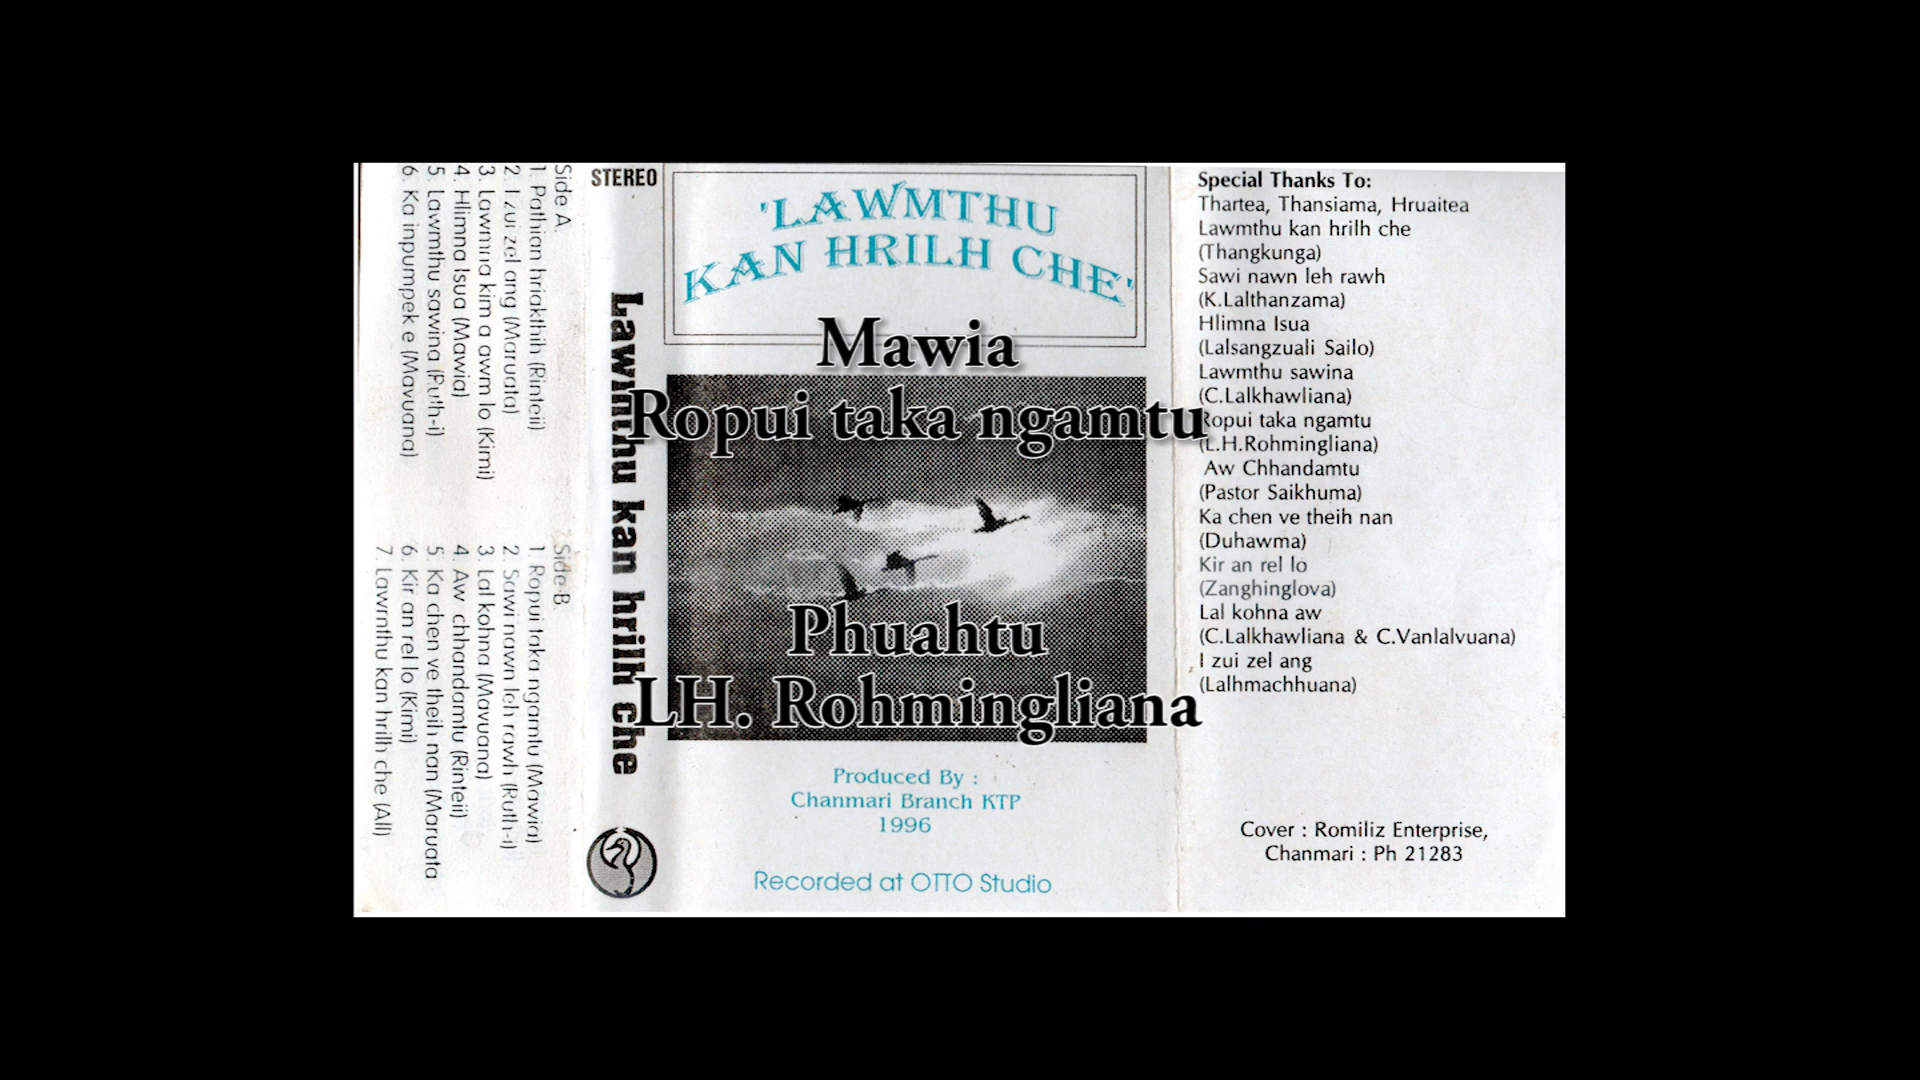 Side A.
1. Pathian hriakthih (Rinteii)
2. I zui zel ang (Maruata)
3. Lawmna kim a awm lo (Kimi)
4. Hlimna Isua (Mawia)
5. Lawmthu sawina (Ruth-i)
6. Ka inpumpek e (Mavuana)
Side B.
1 Ropui taka ngamtu (Mawia)
2. Sawi nawn leh rawh (Ruth-i)
3. Lal kohna (Mavuana)
4. Aw chhandamtu (Rinteii)
5. Ka chen ve theih nan (Maruata
6. Kir an rel lo (Kimi)
7. Lawmthu kan hrilh che (All)
STEREO
Lawmthu kan hrilh che
'LAWMTHU
KAN HRILH CHE'
Mawia
Ropui taka ngamtu
Phuahtu
LH. Rohmingliana
Produced By :
Chanmari Branch KTP
1996
Recorded at OTTO Studio
Special Thanks To:
Thartea, Thansiama, Hruaitea
Lawmthu kan hrilh che
(Thangkunga)
Sawi nawn leh rawh
(K.Lalthanzama)
Hlimna Isua
(Lalsangzuali Sailo)
Lawmthu sawina
(C.Lalkhawliana)
Ropui taka ngamtu
(L.H.Rohmingliana)
Aw Chhandamtu
(Pastor Saikhuma)
Ka chen ve theih nan
(Duhawma)
Kir an rel lo
(Zanghinglova)
Lal kohna aw
(C.Lalkhawliana & C.Vanlalvuana)
I zui zel ang
(Lalhmachhuana)
Cover : Romiliz Enterprise,
Chanmari : Ph 21283